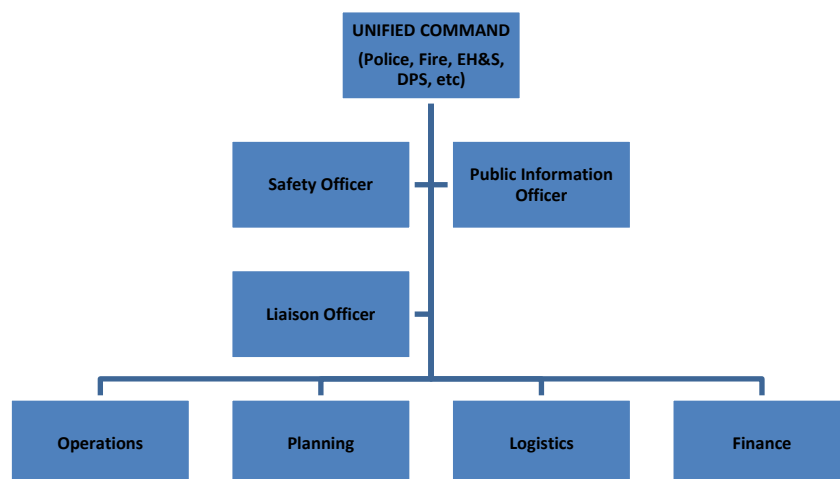 UNIFIED COMMAND
(Police, Fire, EH&S,
DPS, etc)
Safety Officer
Public Information
Officer
Liaison Officer
Operations
Planning
Logistics
Finance